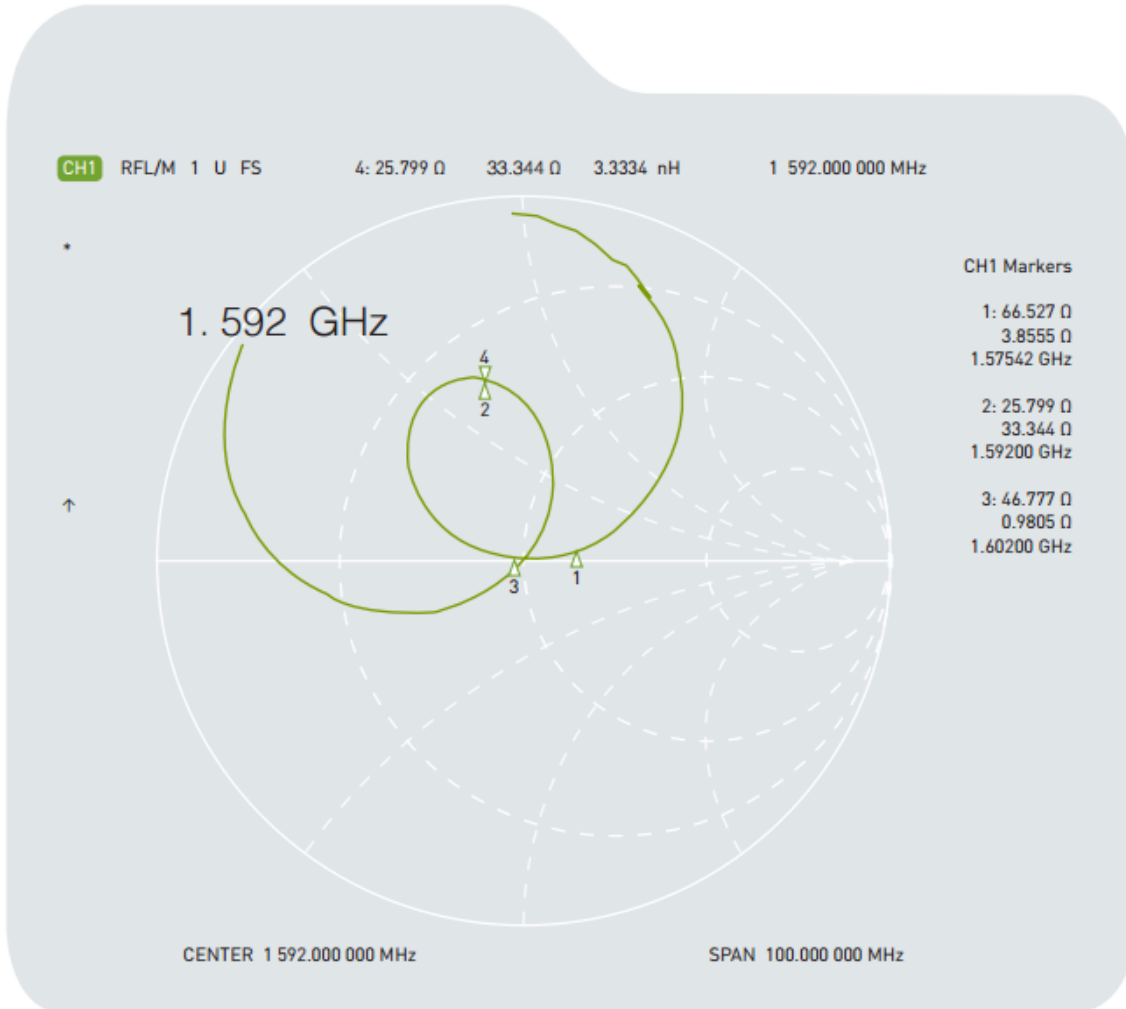 CH1 RFL/M 1 U FS 4: 25.799 Ω 33.344 Ω 3.3334 nH 1 592.000 000 MHz
*
CH1 Markers
1. 592 GHz
1: 66.527 Ω
3.8555 Ω
1.57542 GHz
4
2
2: 25.799 Ω
33.344 Ω
1.59200 GHz
↑
3: 46.777 Ω
0.9805 Ω
1.60200 GHz
3
1
CENTER 1 592.000 000 MHz SPAN 100.000 000 MHz